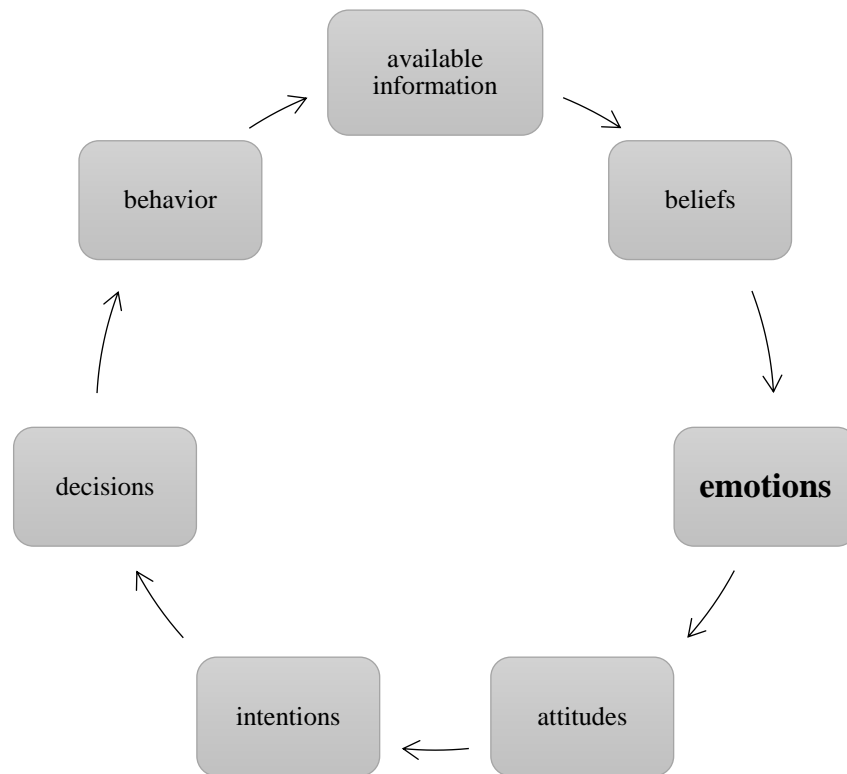 available
information
beliefs
emotions
attitudes
intentions
decisions
behavior